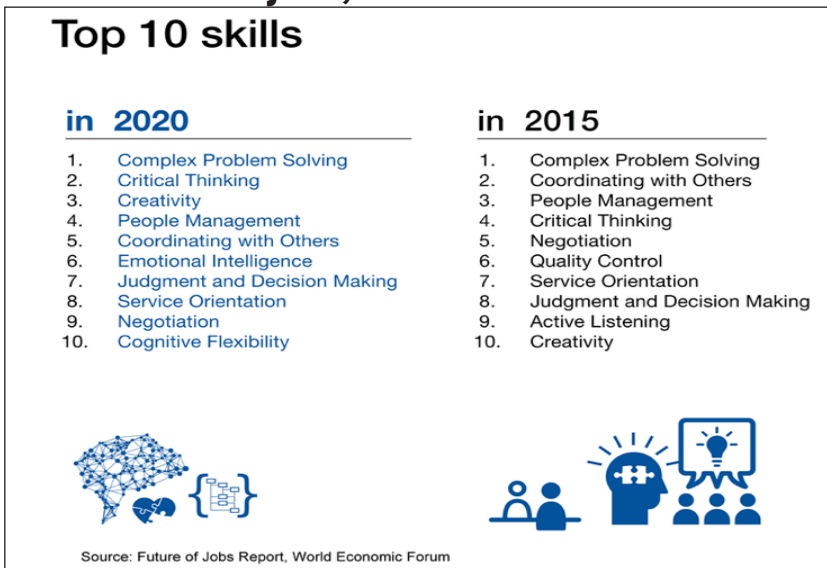 Top 10 skills
in 2020
1. Complex Problem Solving
2. Critical Thinking
3. Creativity
4. People Management
5. Coordinating with Others
6. Emotional Intelligence
7. Judgment and Decision Making
8. Service Orientation
9. Negotiation
10. Cognitive Flexibility
in 2015
1. Complex Problem Solving
2. Coordinating with Others
3. People Management
4. Critical Thinking
5. Negotiation
6. Quality Control
7. Service Orientation
8. Judgment and Decision Making
9. Active Listening
10. Creativity
Source: Future of Jobs Report, World Economic Forum